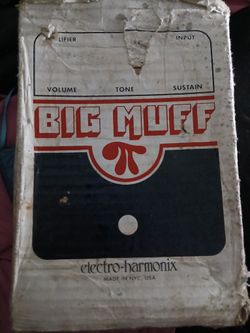 LIFIER INPUT
VOLUME TONE SUSTAIN
BIG MUFF
π
electro-harmonix
MADE IN NYC, USA